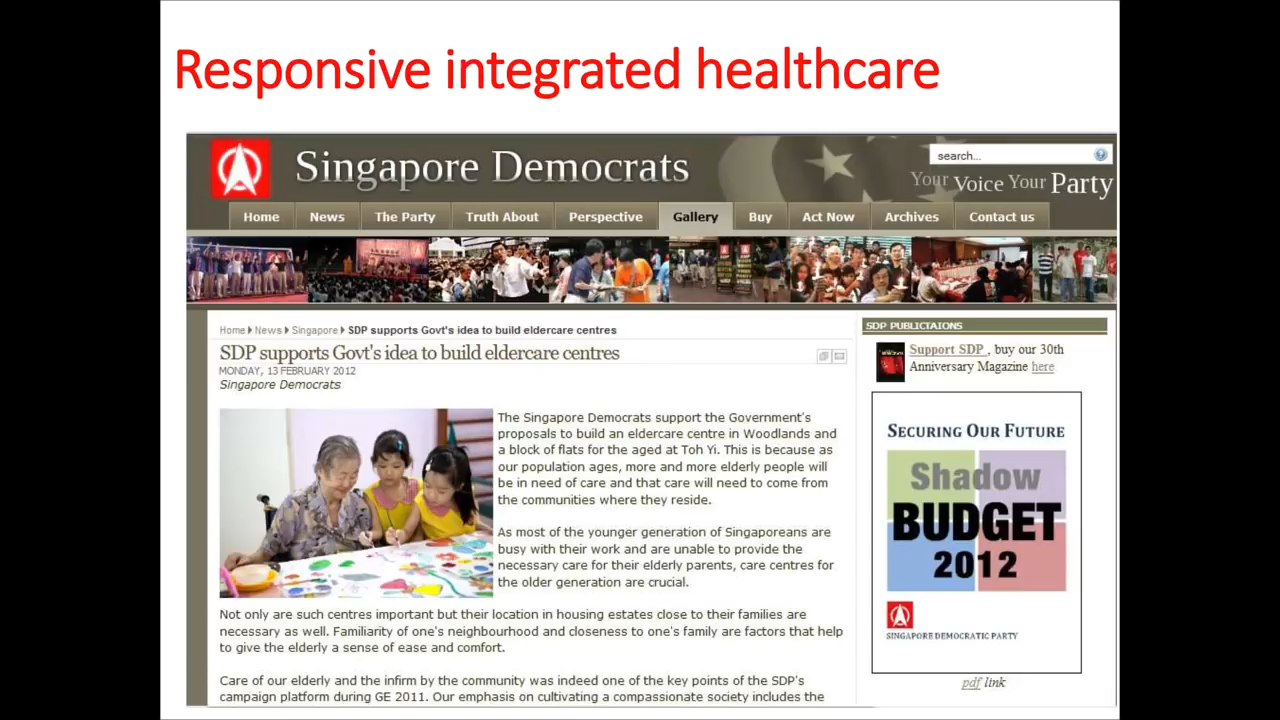 Responsive integrated healthcare
Singapore Democrats
search...
Your Voice Your Party
Home News The Party Truth About Perspective Gallery Buy Act Now Archives Contact us
Home News Singapore SDP supports Govt's idea to build eldercare centres
SDP supports Govt's idea to build eldercare centres
MONDAY, 13 FEBRUARY 2012
Singapore Democrats
The Singapore Democrats support the Government's
proposals to build an eldercare centre in Woodlands and
a block of flats for the aged at Toh Yi. This is because as
our population ages, more and more elderly people will
be in need of care and that care will need to come from
the communities where they reside.
As most of the younger generation of Singaporeans are
busy with their work and are unable to provide the
necessary care for their elderly parents, care centres for
the older generation are crucial.
Not only are such centres important but their location in housing estates close to their families are
necessary as well. Familiarity of one's neighbourhood and closeness to one's family are factors that help
to give the elderly a sense of ease and comfort.
Care of our elderly and the infirm by the community was indeed one of the key points of the SDP's
campaign platform during GE 2011. Our emphasis on cultivating a compassionate society includes the
SDP PUBLICTAIONS
Support SDP , buy our 30th
Anniversary Magazine here
SECURING OUR FUTURE
Shadow
BUDGET
2012
SINGAPORE DEMOCRATIC PARTY
pdf link